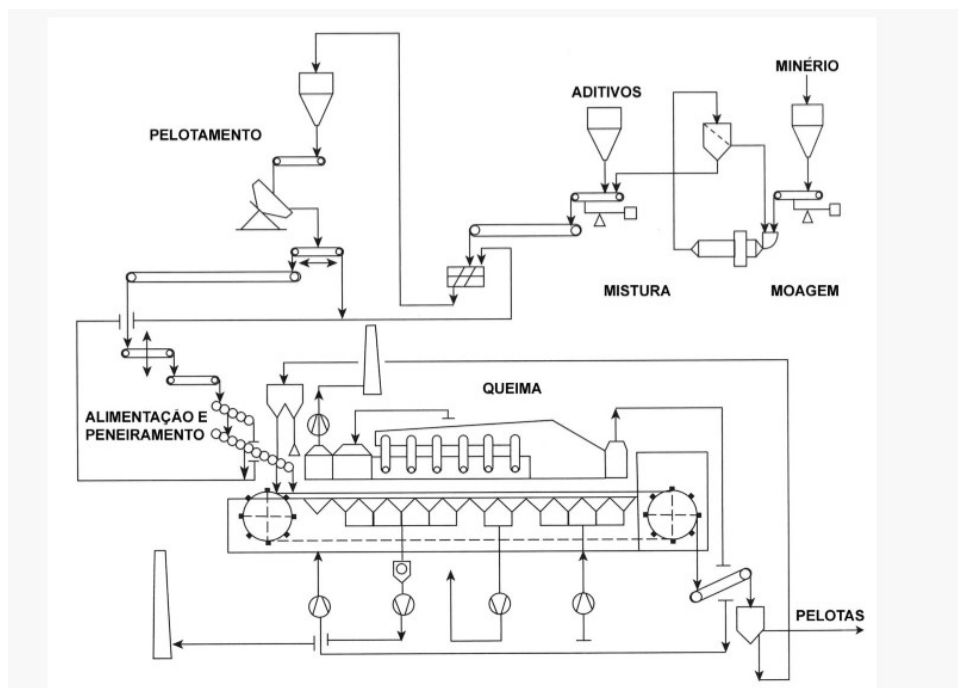 MINÉRIO
ADITIVOS
PELOTAMENTO
MISTURA
MOAGEM
QUEIMA
ALIMENTAÇÃO E
PENEIRAMENTO
PELOTAS